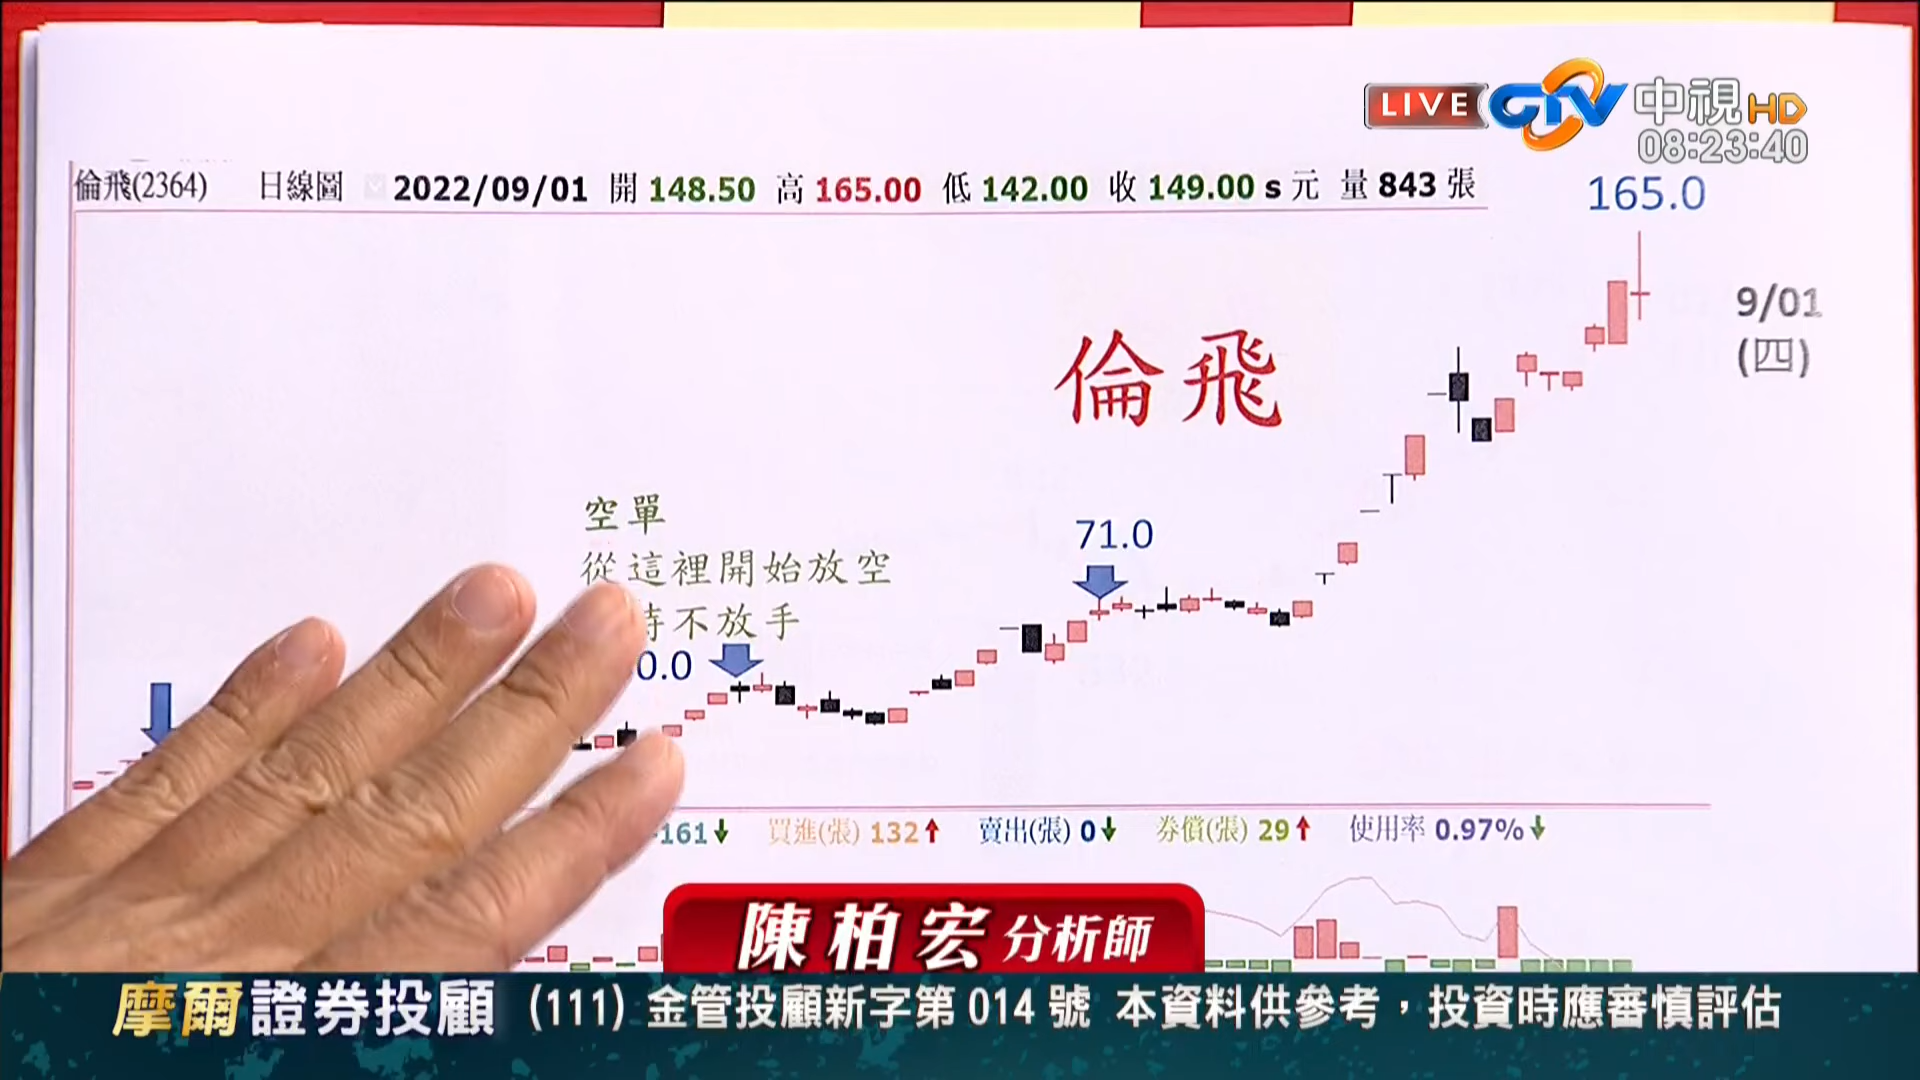 LIVE CTV 中視 HD
08:23:40
倫飛(2364) 日線圖 2022/09/01 開 148.50 高 165.00 低 142.00 收 149.00 s 元 量 843 張
165.0
9/01
(四)
倫飛
空單
從這裡開始放空
不放手
71.0
0.0
161↓ 買進(張) 132↑ 賣出(張) 0↓ 券償(張) 29↑ 使用率 0.97%↓
陳柏宏 分析師
摩爾證券投顧 (111) 金管投顧新字第 014 號 本資料供參考，投資時應審慎評估